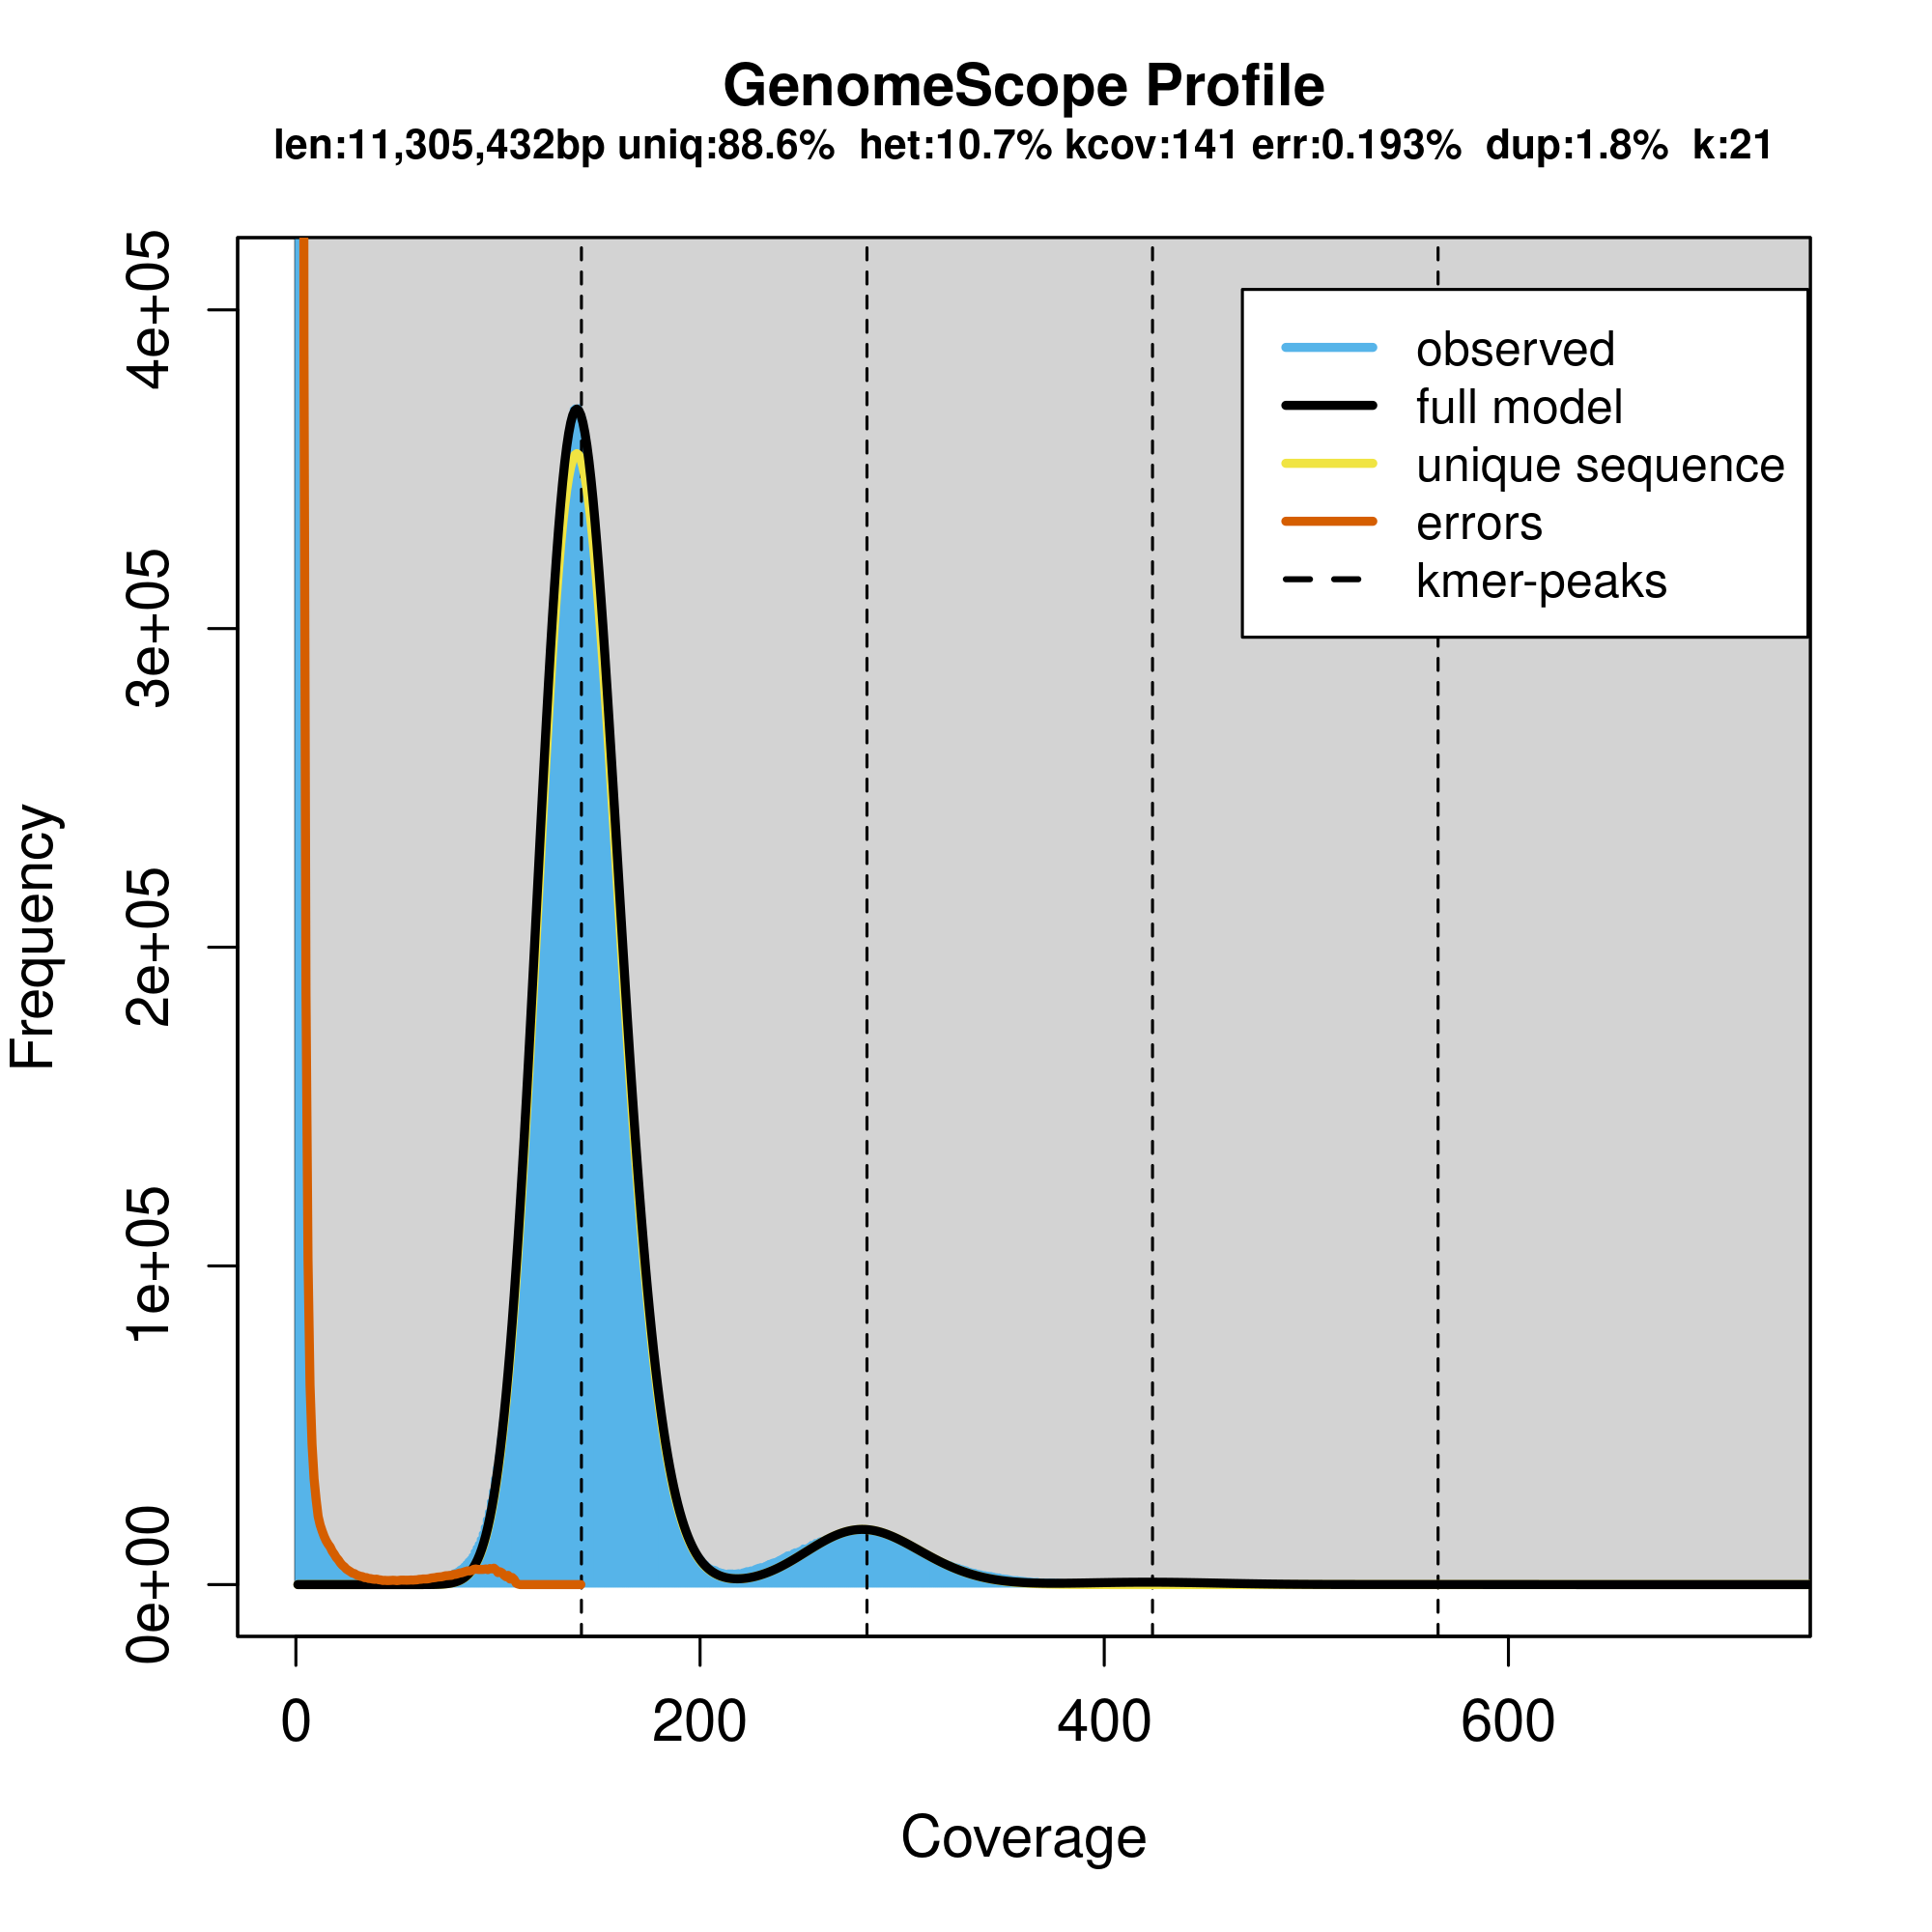 GenomeScope Profile
len:11,305,432bp uniq:88.6% het:10.7% kcov:141 err:0.193% dup:1.8% k:21
observed
full model
unique sequence
errors
kmer-peaks
Frequency
4e+05
3e+05
2e+05
1e+05
0e+00
0 200 400 600
Coverage